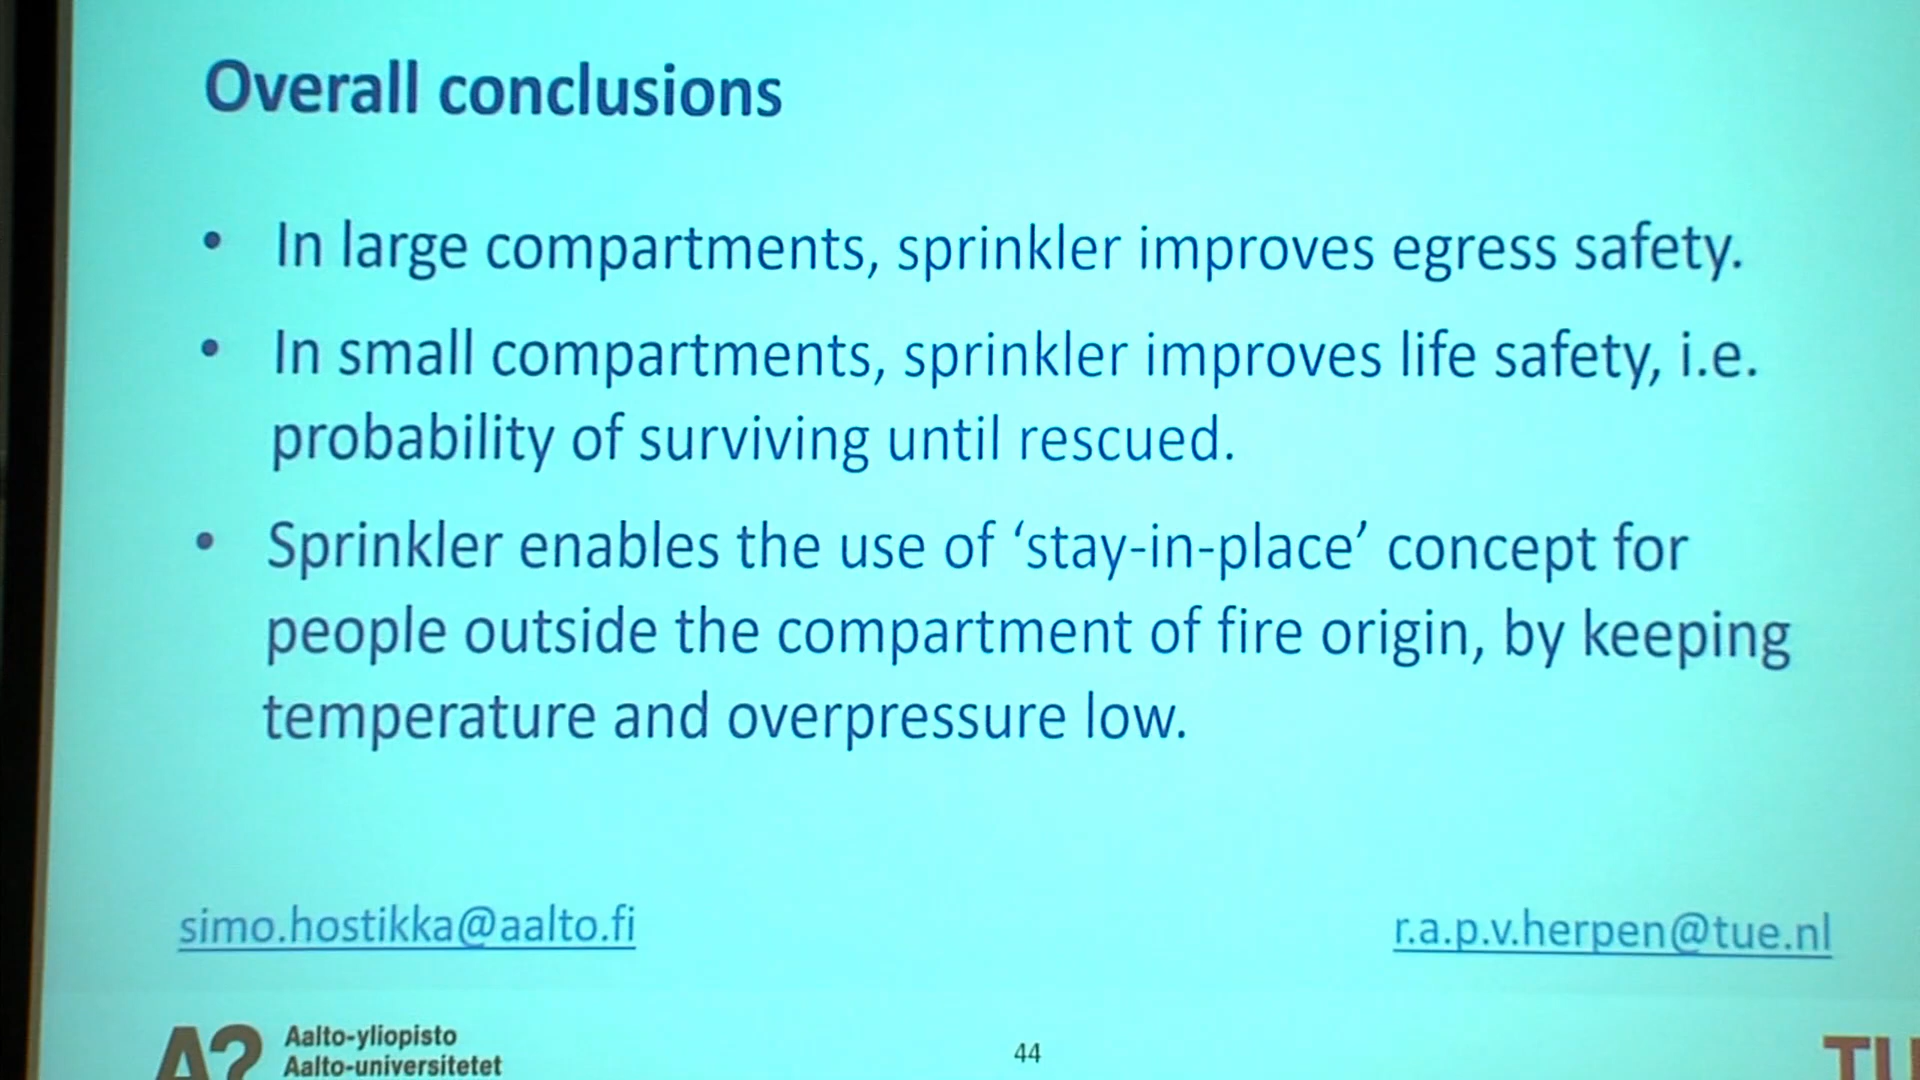 Overall conclusions
• In large compartments, sprinkler improves egress safety.
• In small compartments, sprinkler improves life safety, i.e.
probability of surviving until rescued.
• Sprinkler enables the use of ‘stay-in-place’ concept for
people outside the compartment of fire origin, by keeping
temperature and overpressure low.
simo.hostikka@aalto.fi
r.a.p.v.herpen@tue.nl
A?
Aalto-yliopisto
Aalto-universitetet
44
TU